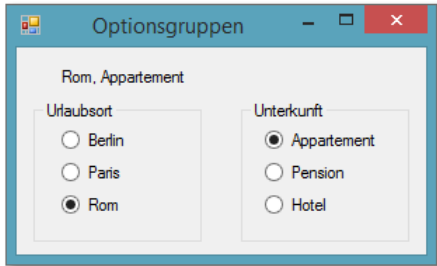 Optionsgruppen
Rom, Appartement
Urlaubsort
Berlin
Paris
Rom
Unterkunft
Appartement
Pension
Hotel